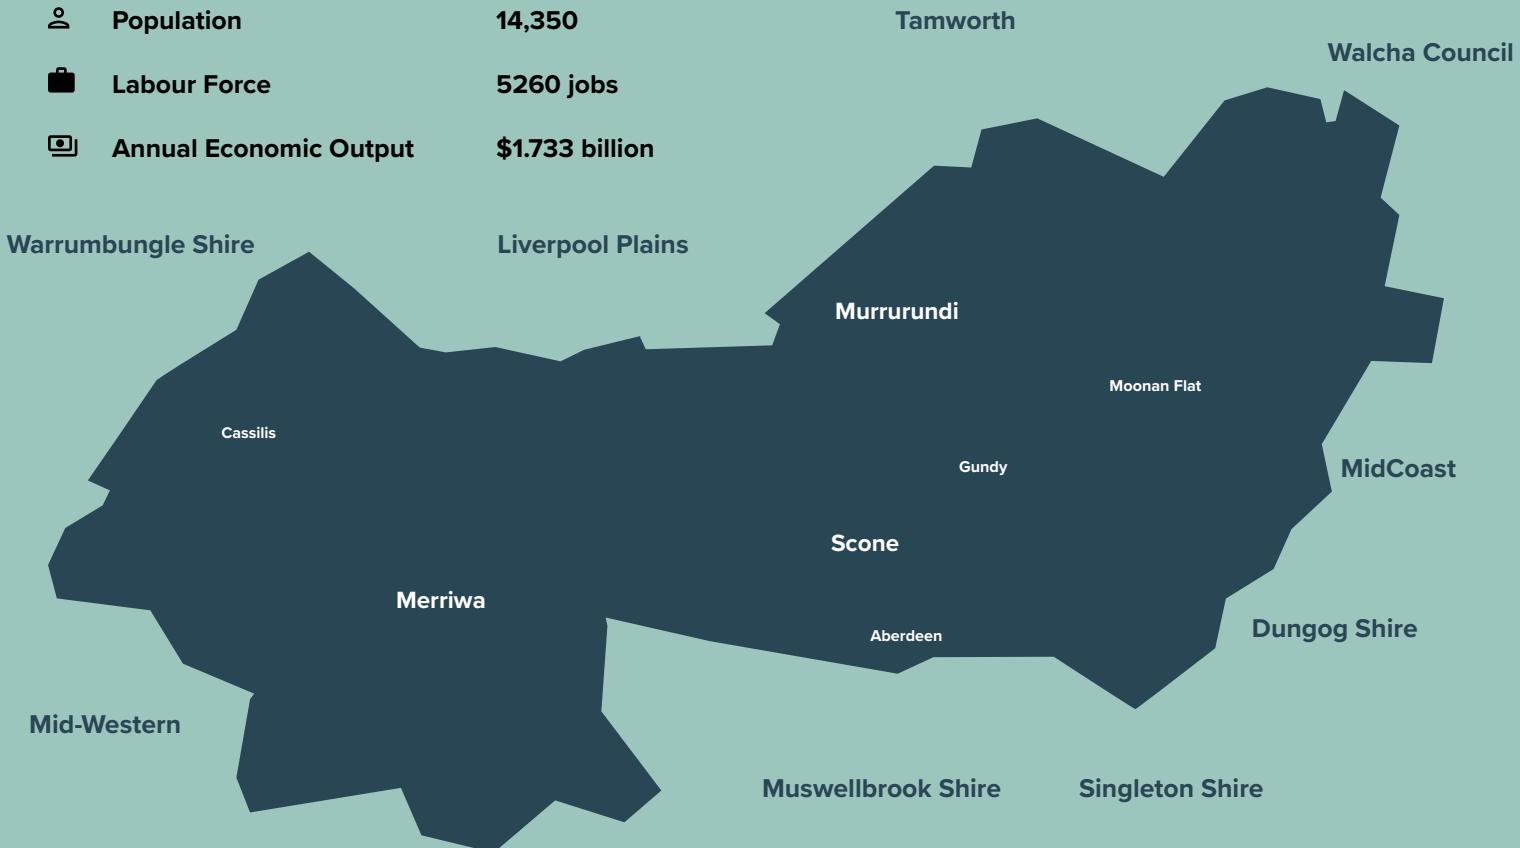 Population 14,350
Labour Force 5260 jobs
Annual Economic Output $1.733 billion
Tamworth
Walcha Council
Warrumbungle Shire
Liverpool Plains
Murrurundi
Moonan Flat
Cassilis
Gundy
MidCoast
Scone
Merriwa
Aberdeen
Dungog Shire
Mid-Western
Muswellbrook Shire
Singleton Shire